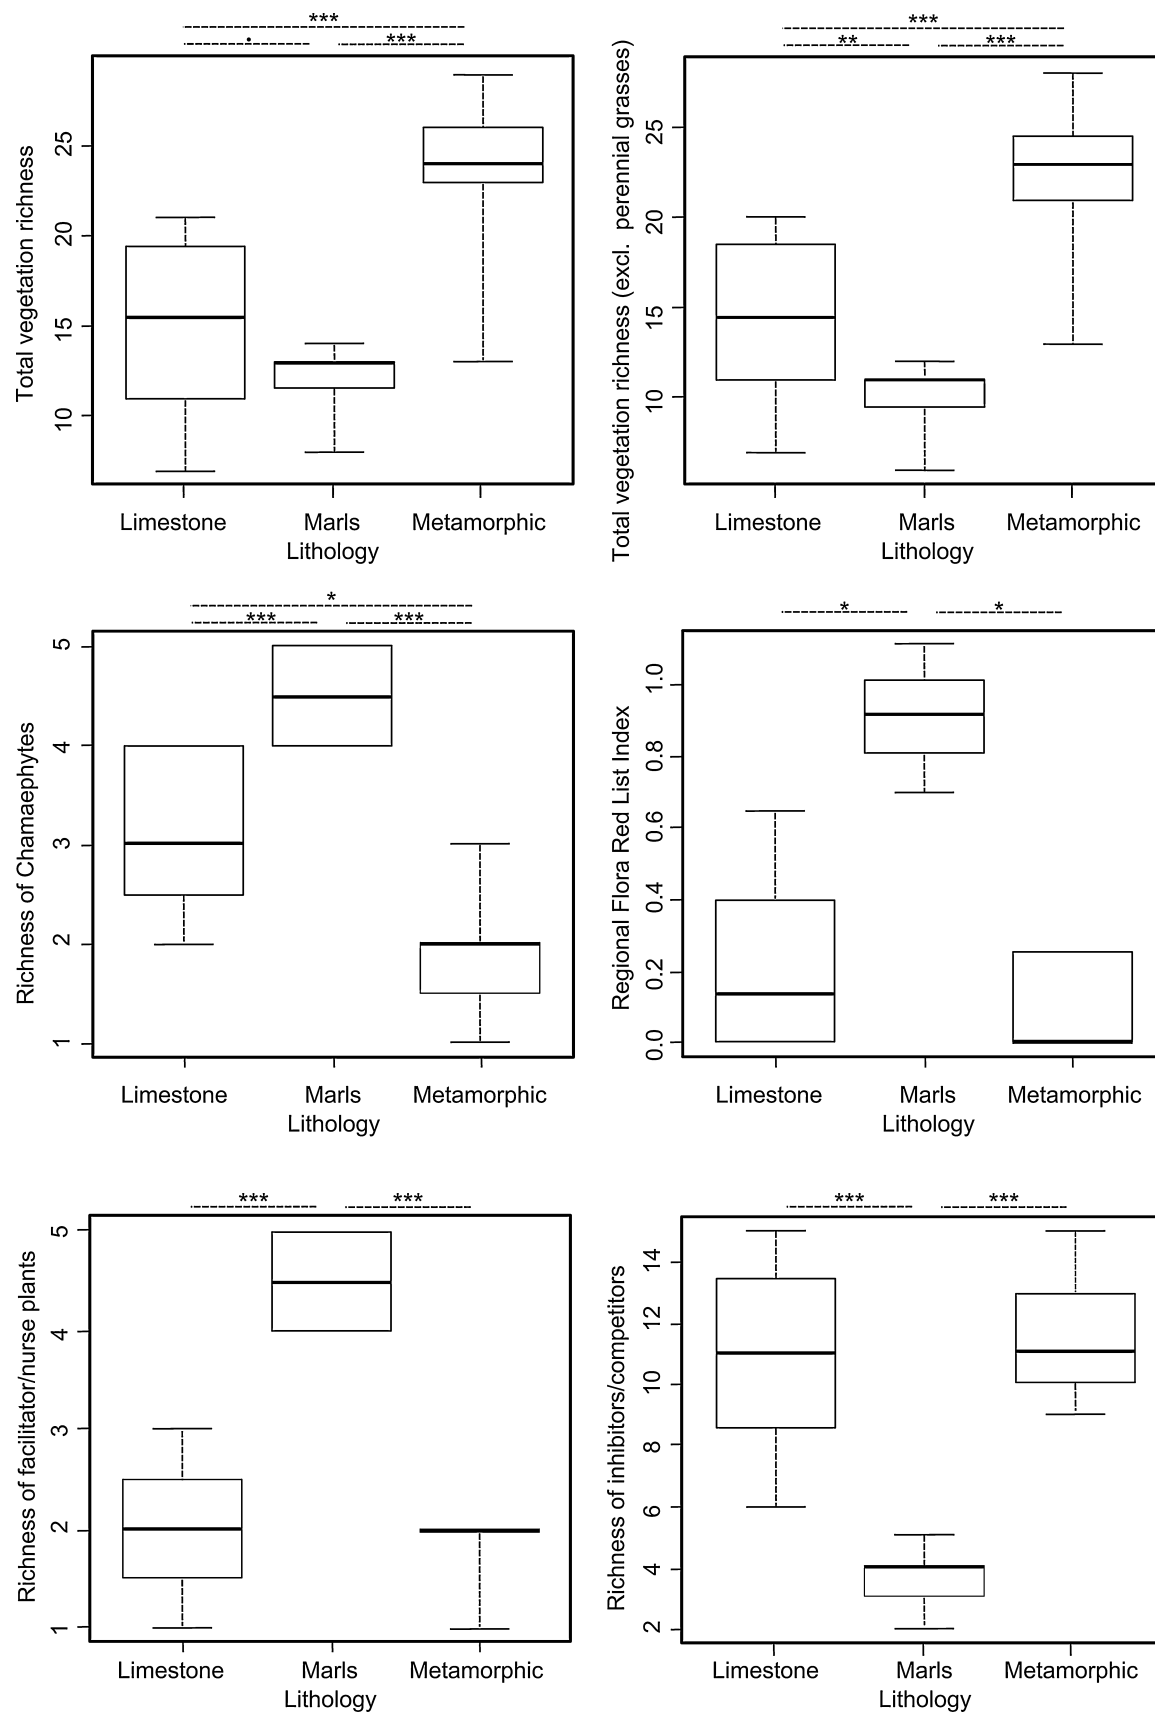 ***
.
***
Total vegetation richness
10
15
20
25
Limestone
Marls
Metamorphic
Lithology
***
**
***
Total vegetation richness (excl. perennial grasses)
10
15
20
25
Limestone
Marls
Metamorphic
Lithology
*
***
***
Richness of Chamaephytes
1
2
3
4
5
Limestone
Marls
Metamorphic
Lithology
*
*
Regional Flora Red List Index
0.0
0.2
0.4
0.6
0.8
1.0
Limestone
Marls
Metamorphic
Lithology
***
***
Richness of facilitator/nurse plants
1
2
3
4
5
Limestone
Marls
Metamorphic
Lithology
***
***
Richness of inhibitors/competitors
2
4
6
8
10
12
14
Limestone
Marls
Metamorphic
Lithology